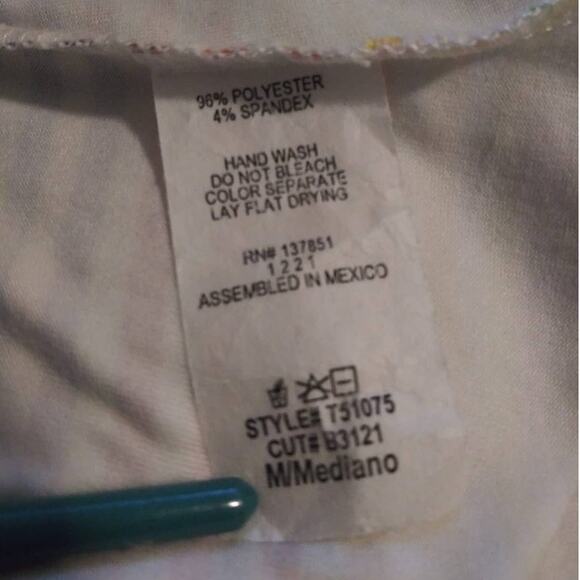 96% POLYESTER
4% SPANDEX
HAND WASH
DO NOT BLEACH
COLOR SEPARATE
LAY FLAT DRYING
RN# 137851
1 2 2 1
ASSEMBLED IN MEXICO
STYLE# T51075
CUT# B3121
M/Mediano